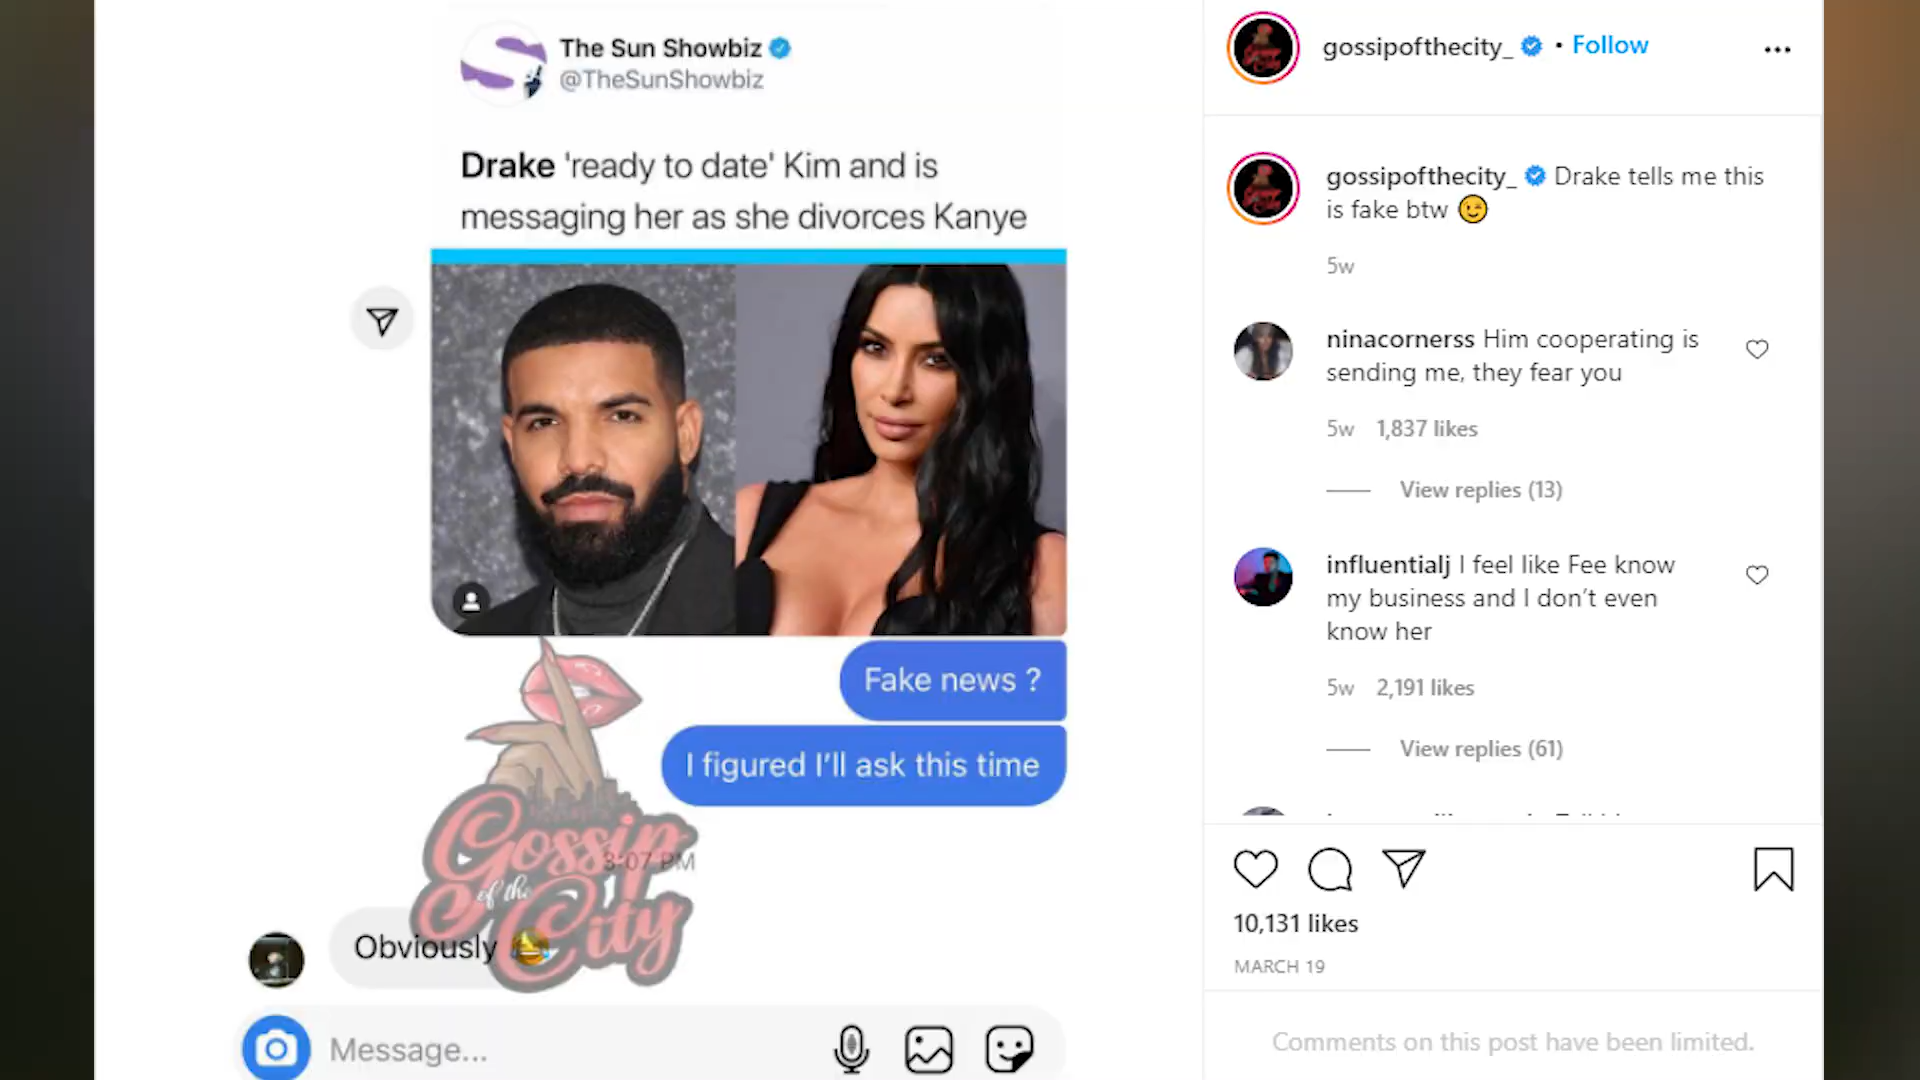 The Sun Showbiz
@TheSunShowbiz
Drake 'ready to date' Kim and is
messaging her as she divorces Kanye
Fake news ?
I figured I'll ask this time
Gossip
of the
City
3:07 PM
Obviously 😂
Message...
gossipofthecity_ • Follow
gossipofthecity_ Drake tells me this
is fake btw 😉
5w
ninacornerss Him cooperating is
sending me, they fear you
5w 1,837 likes
View replies (13)
influentialj I feel like Fee know
my business and I don't even
know her
5w 2,191 likes
View replies (61)
10,131 likes
MARCH 19
Comments on this post have been limited.